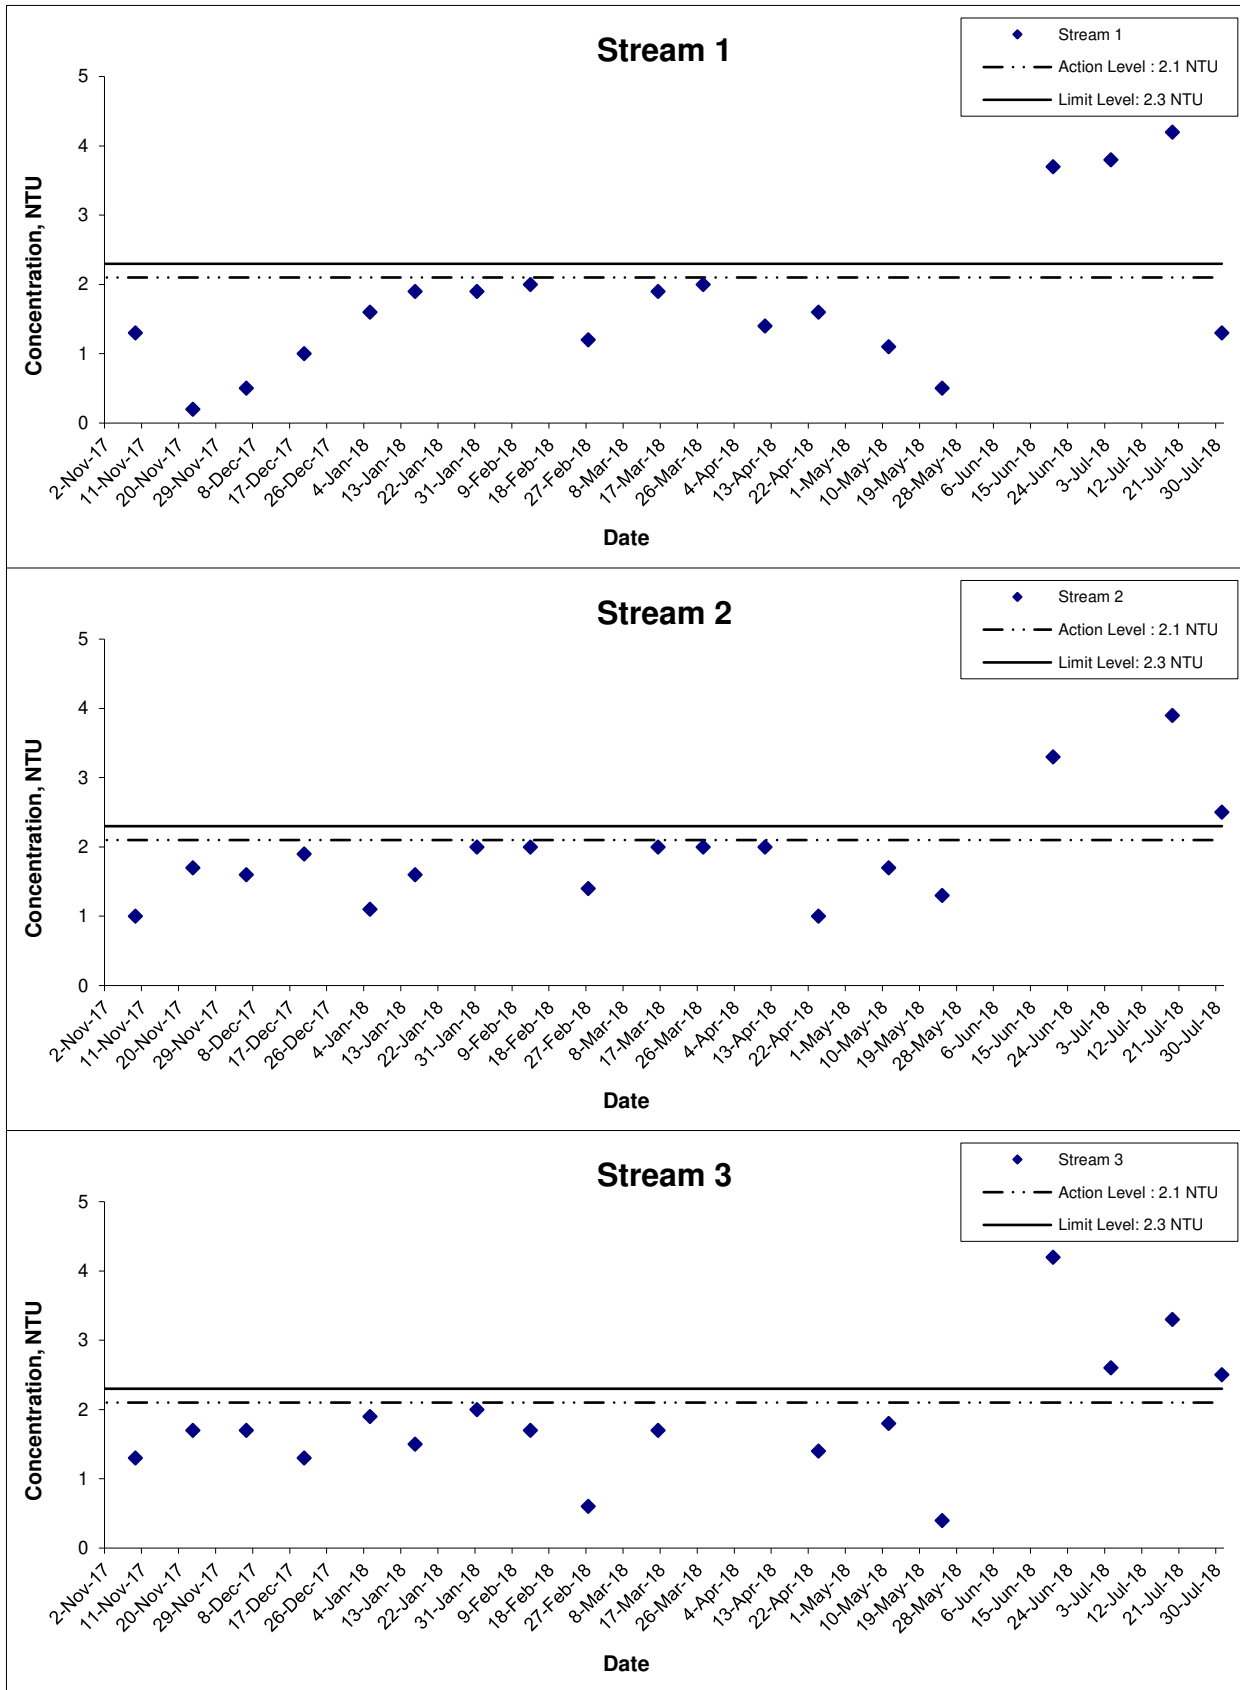 Stream 1
Stream 1
Action Level : 2.1 NTU
Limit Level: 2.3 NTU
Concentration, NTU
5
4
3
2
1
0
2-Nov-17 11-Nov-17 20-Nov-17 29-Nov-17 8-Dec-17 17-Dec-17 26-Dec-17 4-Jan-18 13-Jan-18 22-Jan-18 31-Jan-18 9-Feb-18 18-Feb-18 27-Feb-18 8-Mar-18 17-Mar-18 26-Mar-18 4-Apr-18 13-Apr-18 22-Apr-18 1-May-18 10-May-18 19-May-18 28-May-18 6-Jun-18 15-Jun-18 24-Jun-18 3-Jul-18 12-Jul-18 21-Jul-18 30-Jul-18
Date
Stream 2
Stream 2
Action Level : 2.1 NTU
Limit Level: 2.3 NTU
Concentration, NTU
5
4
3
2
1
0
2-Nov-17 11-Nov-17 20-Nov-17 29-Nov-17 8-Dec-17 17-Dec-17 26-Dec-17 4-Jan-18 13-Jan-18 22-Jan-18 31-Jan-18 9-Feb-18 18-Feb-18 27-Feb-18 8-Mar-18 17-Mar-18 26-Mar-18 4-Apr-18 13-Apr-18 22-Apr-18 1-May-18 10-May-18 19-May-18 28-May-18 6-Jun-18 15-Jun-18 24-Jun-18 3-Jul-18 12-Jul-18 21-Jul-18 30-Jul-18
Date
Stream 3
Stream 3
Action Level : 2.1 NTU
Limit Level: 2.3 NTU
Concentration, NTU
5
4
3
2
1
0
2-Nov-17 11-Nov-17 20-Nov-17 29-Nov-17 8-Dec-17 17-Dec-17 26-Dec-17 4-Jan-18 13-Jan-18 22-Jan-18 31-Jan-18 9-Feb-18 18-Feb-18 27-Feb-18 8-Mar-18 17-Mar-18 26-Mar-18 4-Apr-18 13-Apr-18 22-Apr-18 1-May-18 10-May-18 19-May-18 28-May-18 6-Jun-18 15-Jun-18 24-Jun-18 3-Jul-18 12-Jul-18 21-Jul-18 30-Jul-18
Date